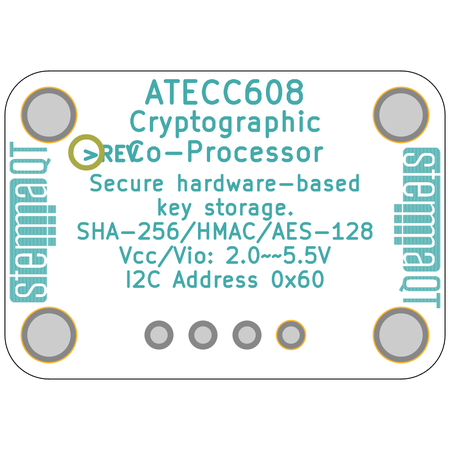 ATECC608
Cryptographic
>REV
Co-Processor
Secure hardware-based
key storage.
SHA-256/HMAC/AES-128
Vcc/Vio: 2.0~~5.5V
I2C Address 0x60
stemmaQT
stemmaQT